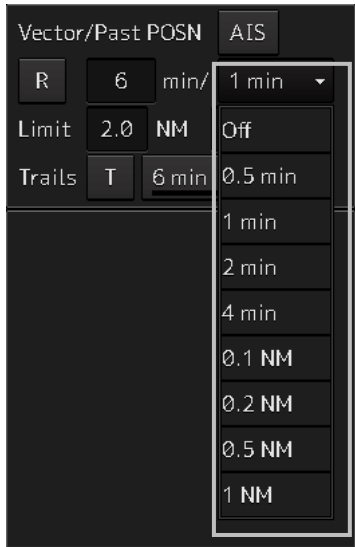 Vector/Past POSN AIS
R 6 min/ 1 min
Limit 2.0 NM
Off
Trails T 6 min
0.5 min
1 min
2 min
4 min
0.1 NM
0.2 NM
0.5 NM
1 NM